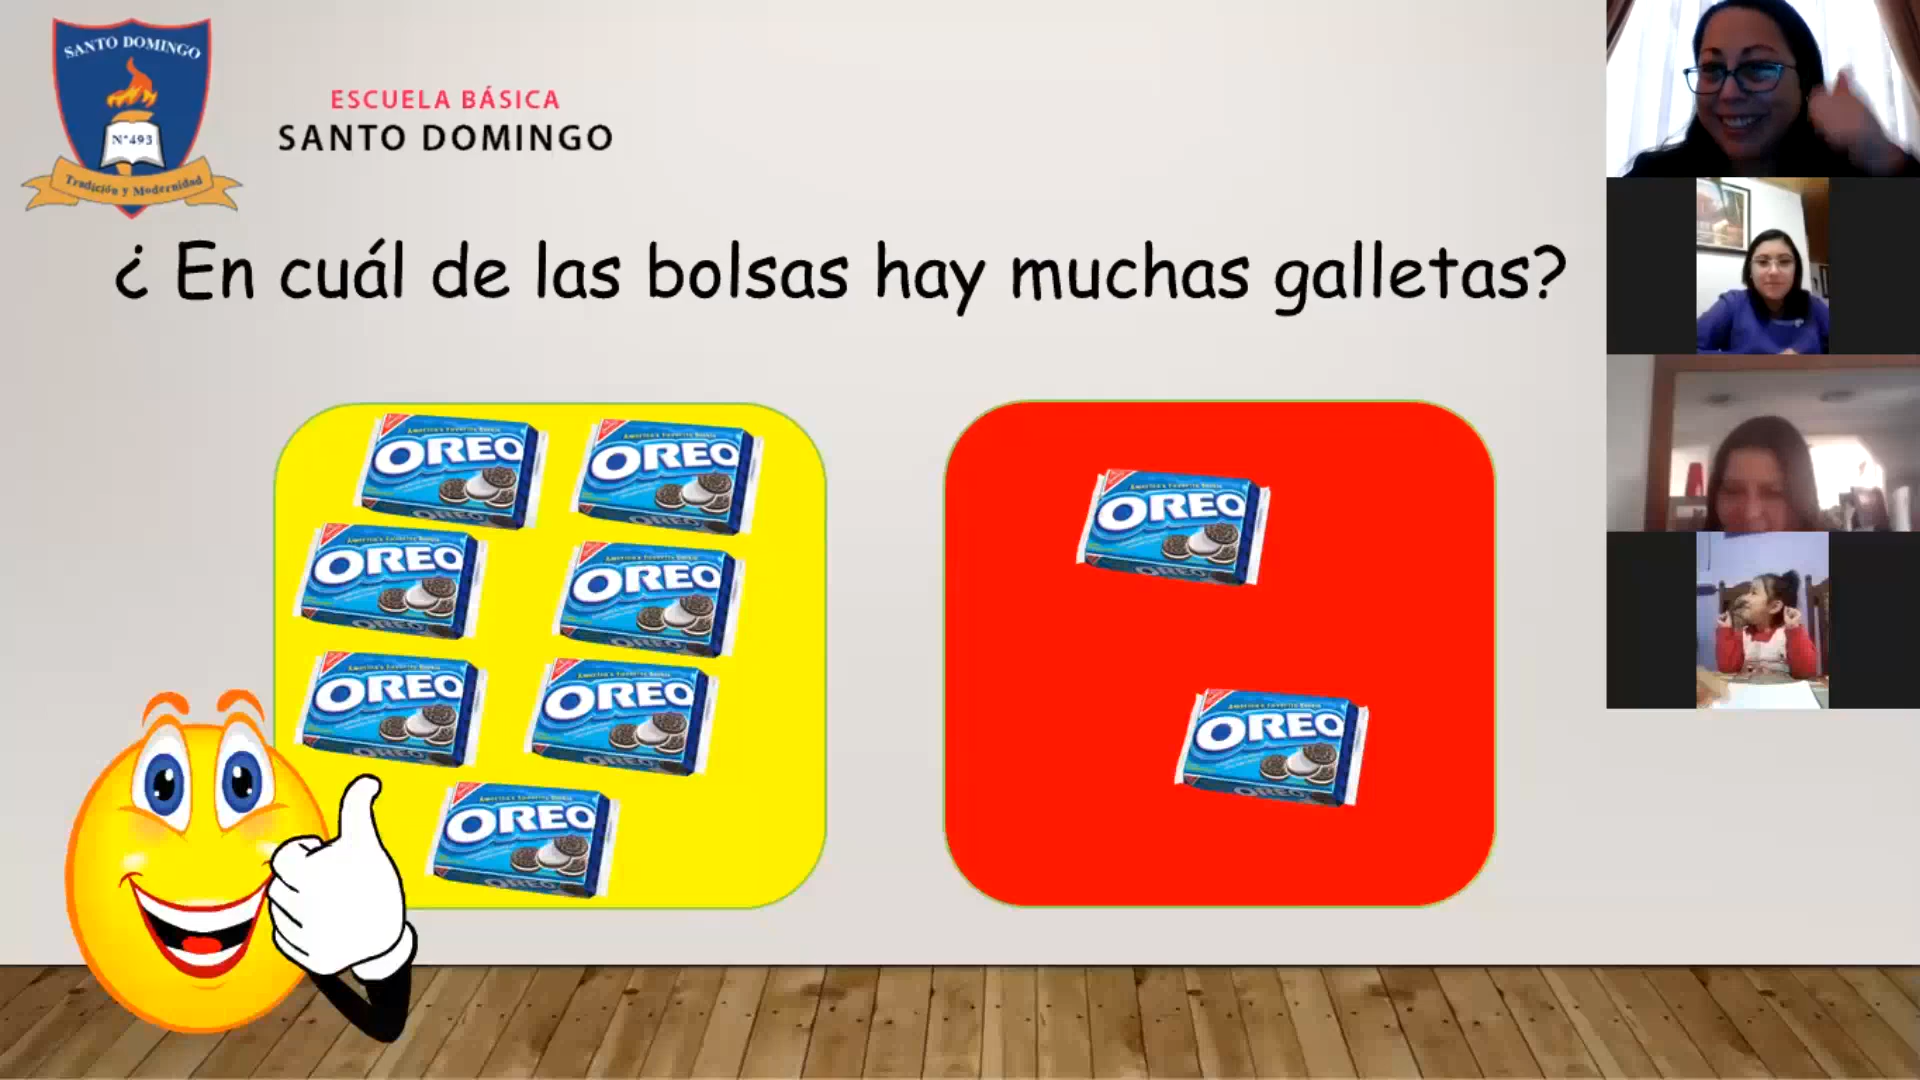 SANTO DOMINGO
N°493
Tradición y Modernidad
ESCUELA BÁSICA
SANTO DOMINGO
¿ En cuál de las bolsas hay muchas galletas?
OREO
OREO
OREO
OREO
OREO
OREO
OREO
OREO
OREO